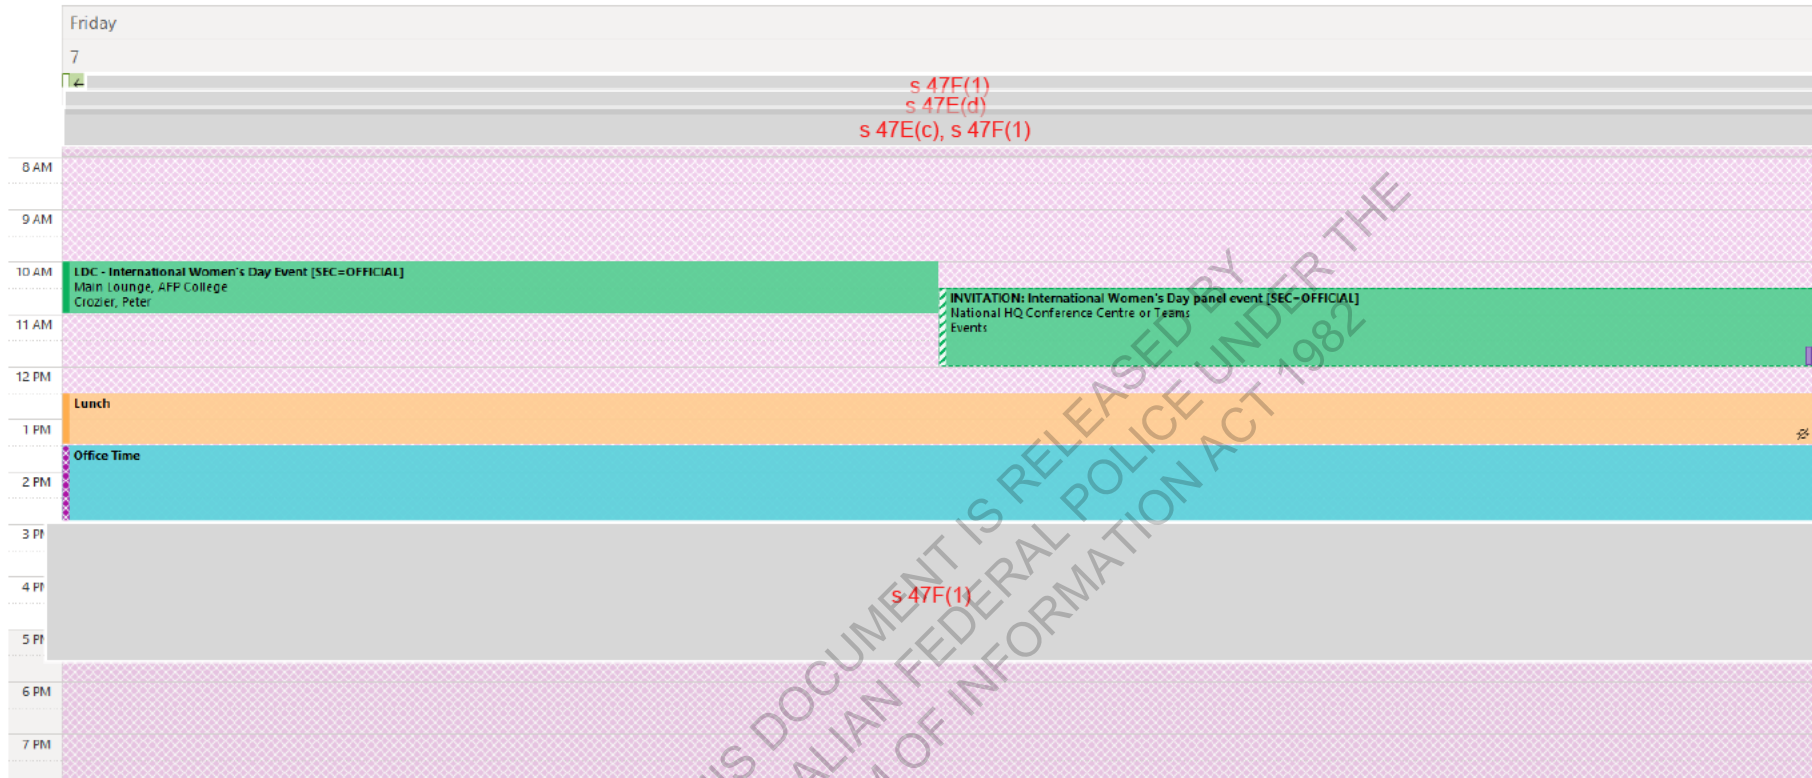 Friday
7
s 47F(1)
s 47E(d)
s 47E(c), s 47F(1)
8 AM
9 AM
10 AM
LDC - International Women's Day Event [SEC=OFFICIAL]
Main Lounge, AFP College
Crozier, Peter
INVITATION: International Women's Day panel event [SEC=OFFICIAL]
National HQ Conference Centre or Teams
Events
11 AM
12 PM
Lunch
1 PM
Office Time
2 PM
3 PM
4 PM
s 47F(1)
5 PM
6 PM
7 PM
THIS DOCUMENT IS RELEASED BY THE
AUSTRALIAN FEDERAL POLICE UNDER THE
FREEDOM OF INFORMATION ACT 1982